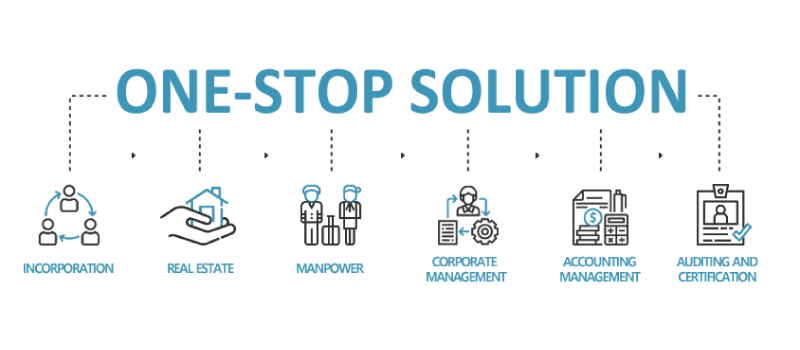 ONE-STOP SOLUTION
INCORPORATION
REAL ESTATE
MANPOWER
CORPORATE
MANAGEMENT
ACCOUNTING
MANAGEMENT
AUDITING AND
CERTIFICATION
$